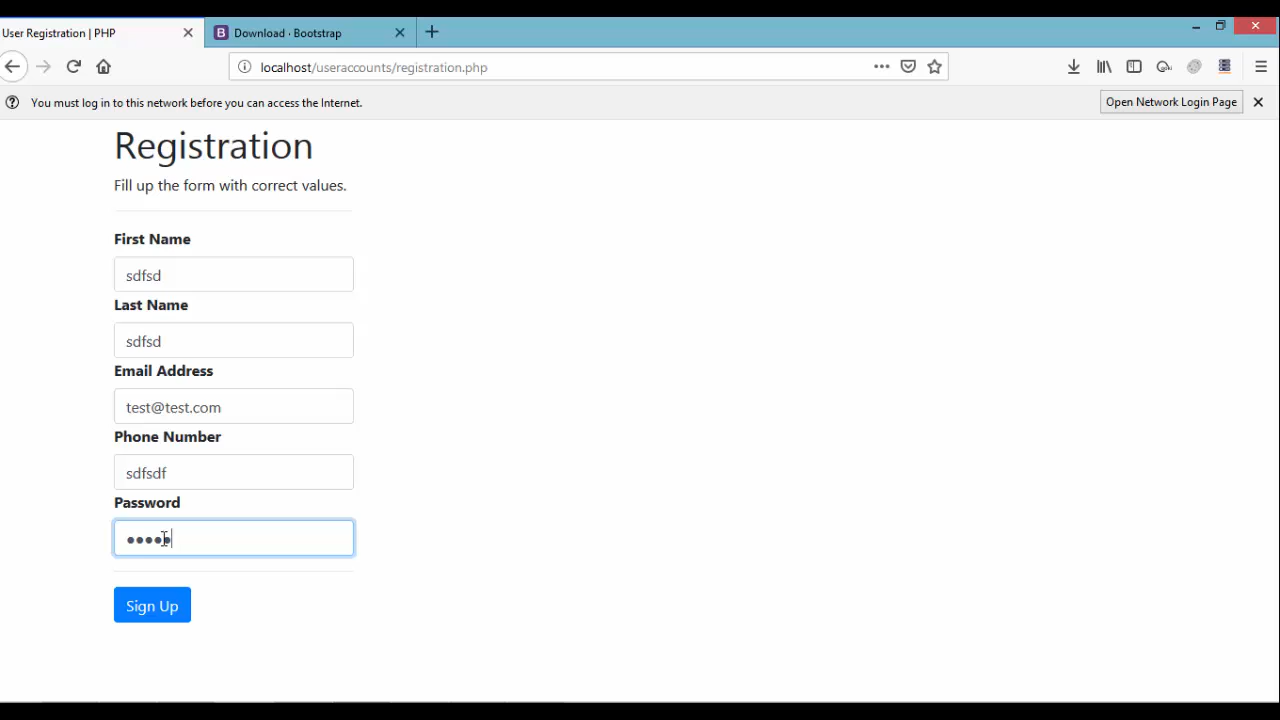 User Registration | PHP
Download · Bootstrap
localhost/useraccounts/registration.php
You must log in to this network before you can access the Internet.
Open Network Login Page
Registration
Fill up the form with correct values.
First Name
sdfsd
Last Name
sdfsd
Email Address
test@test.com
Phone Number
sdfsdf
Password
Sign Up